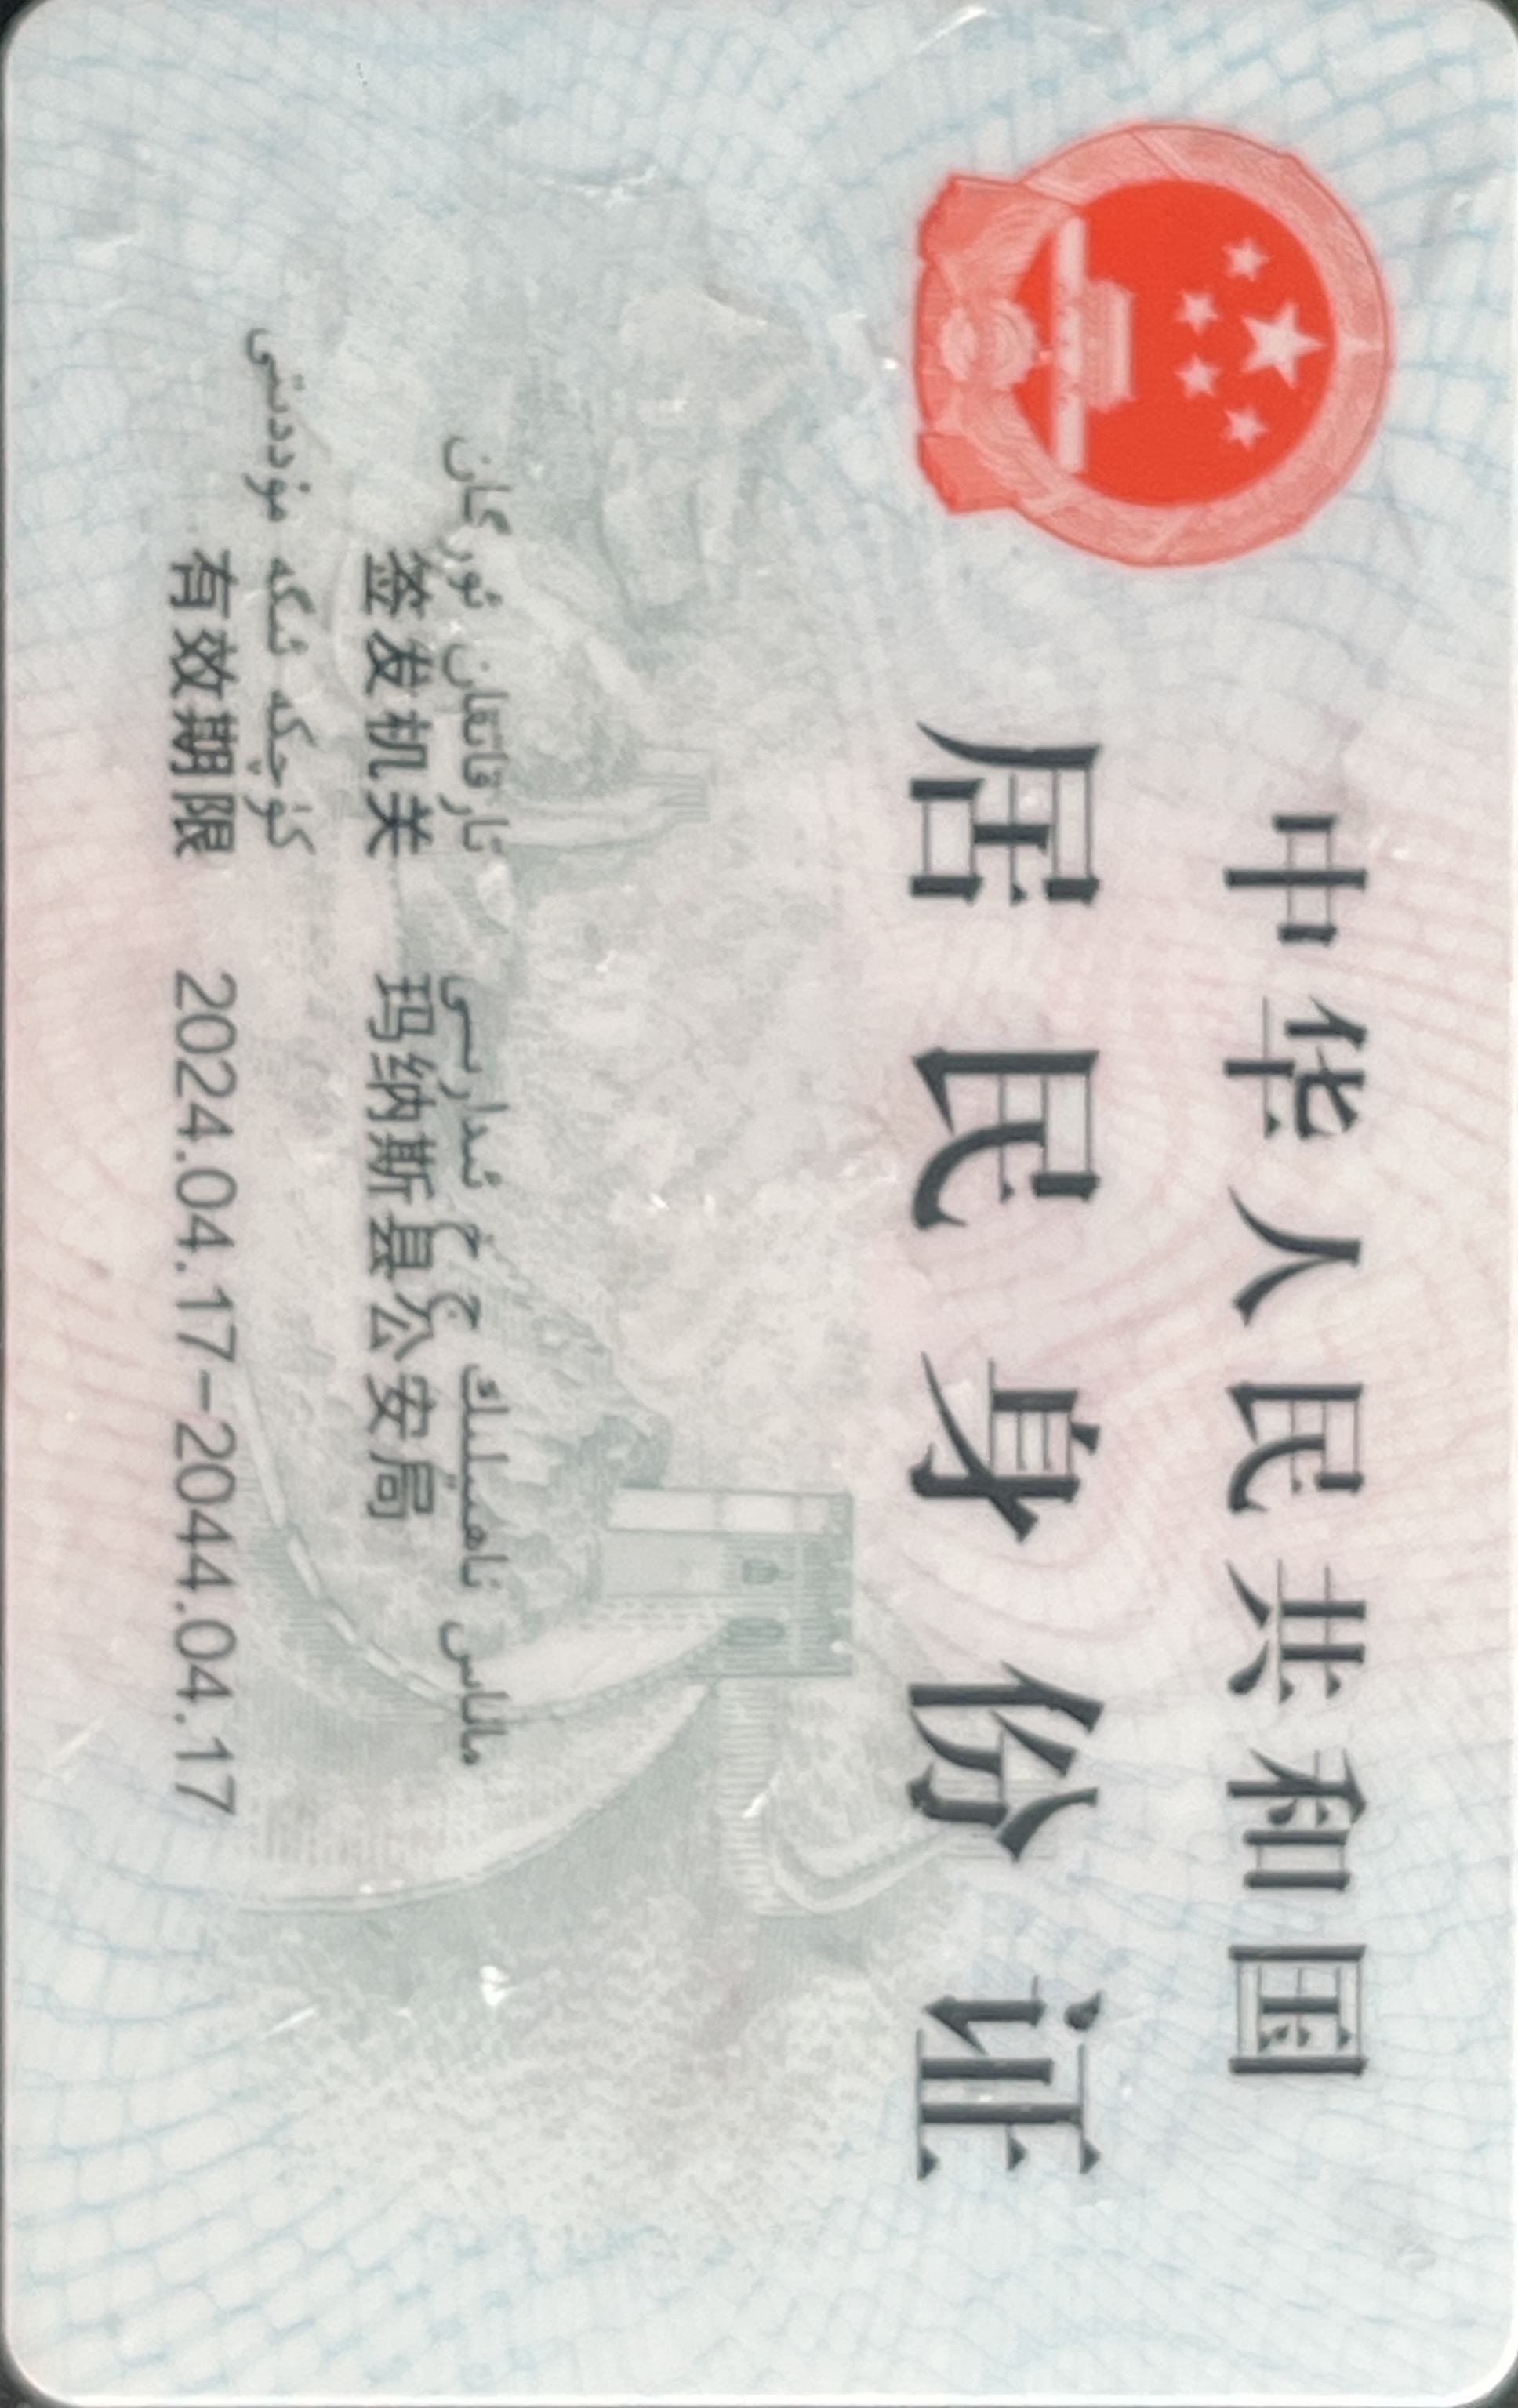 中华人民共和国
居民身份证
ماناس ناھىيىلىك ج خ ئىدارىسى تارقاتقان ئورگان
签发机关 玛纳斯县公安局
كۈچكە ئىگە مۇددىتى
有效期限 2024.04.17-2044.04.17